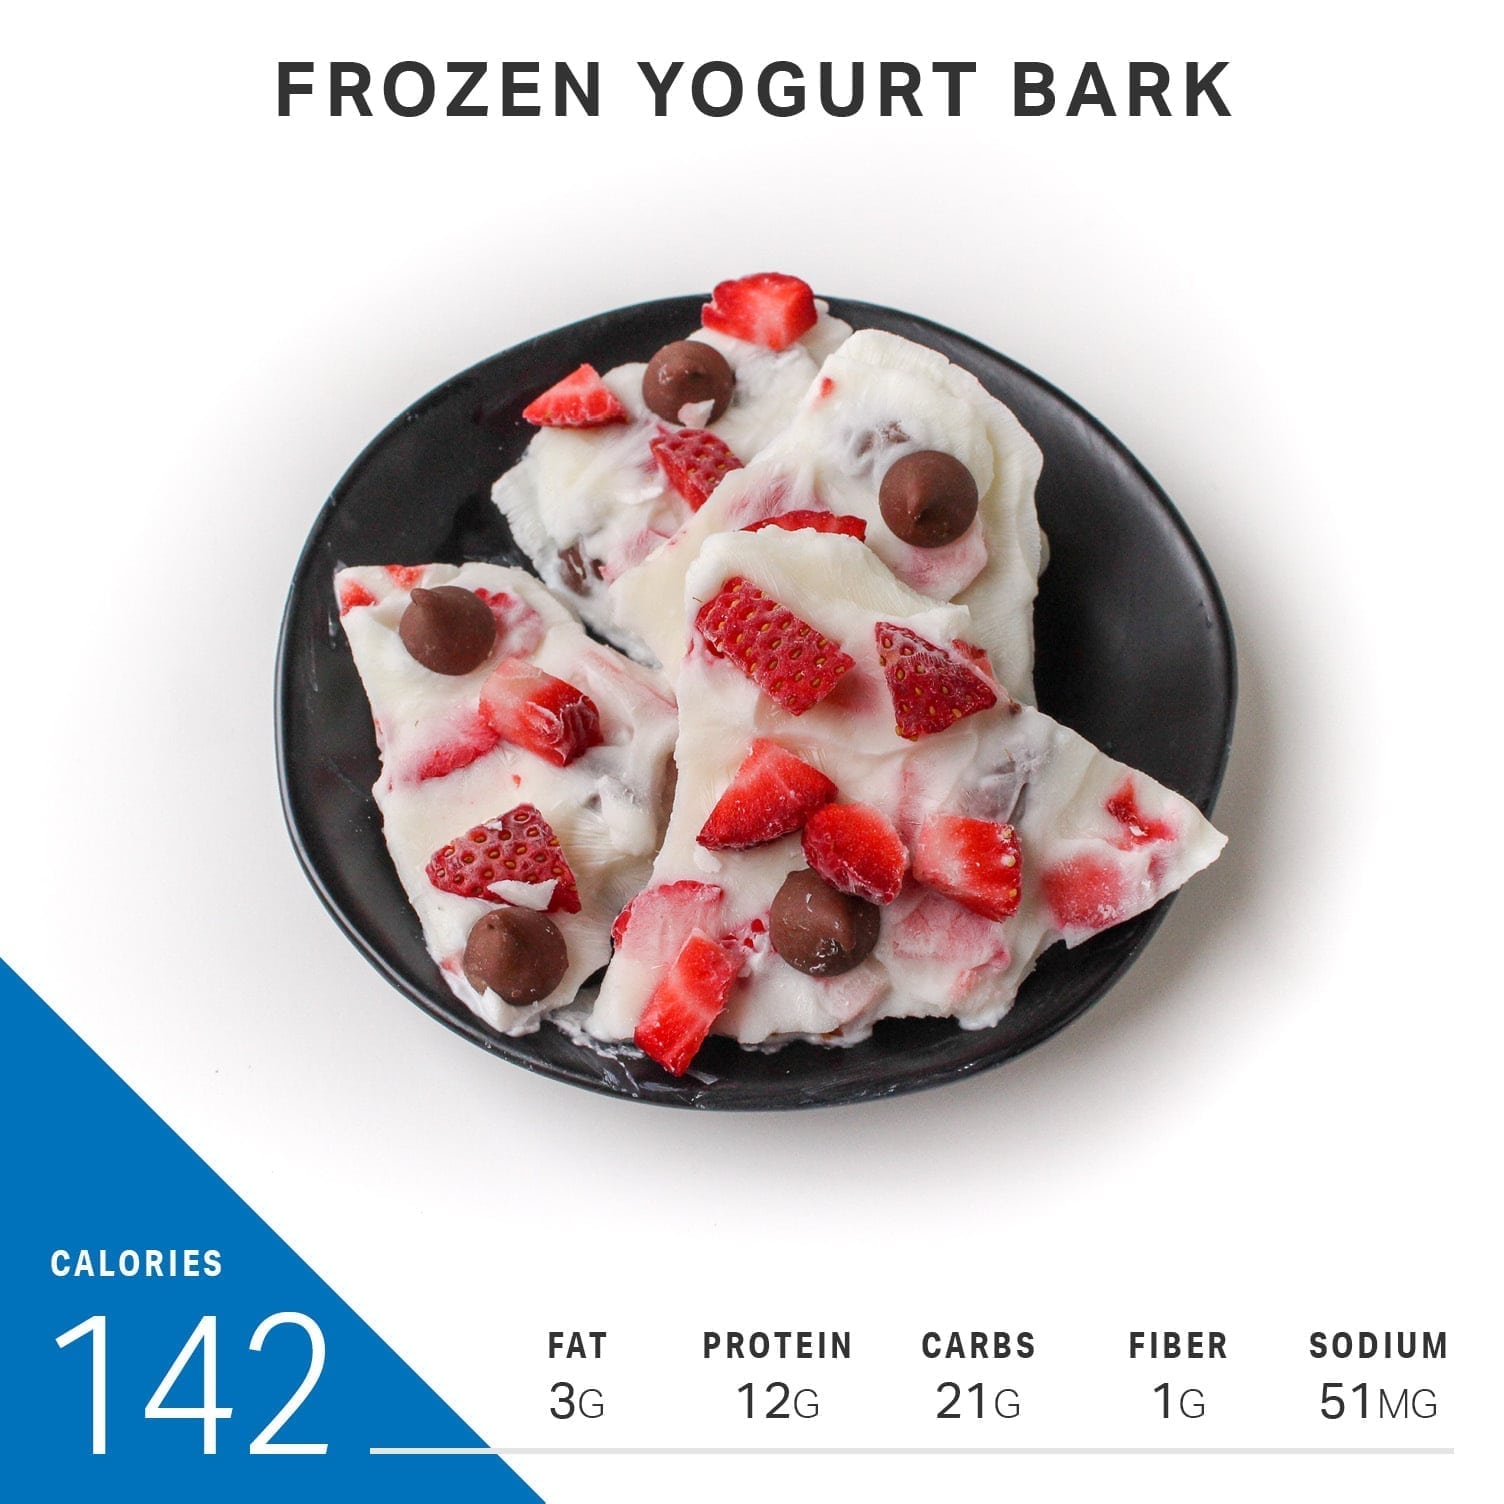 FROZEN YOGURT BARK
CALORIES
142
FAT PROTEIN CARBS FIBER SODIUM
3G 12G 21G 1G 51MG